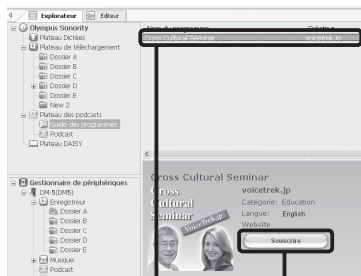 Explorateur Editeur
Olympus Sonority
Plateau Dictées
Plateau de téléchargement
Dossier A
Dossier B
Dossier C
Dossier D
Dossier E
New 2
Plateau des podcasts
Guide des programmes
Podcast
Plateau DAISY
Cross Cultural Seminar voicetrek.jp
Gestionnaire de périphériques
DM-5(DM5)
Enregistreur
Dossier A
Dossier B
Dossier C
Dossier D
Dossier E
Musique
Podcast
Cross Cultural Seminar
Cross
Cultural
Seminar
VoiceTrek.jp
voicetrek.jp
Catégorie: Education
Langue: English
Website
Souscrire